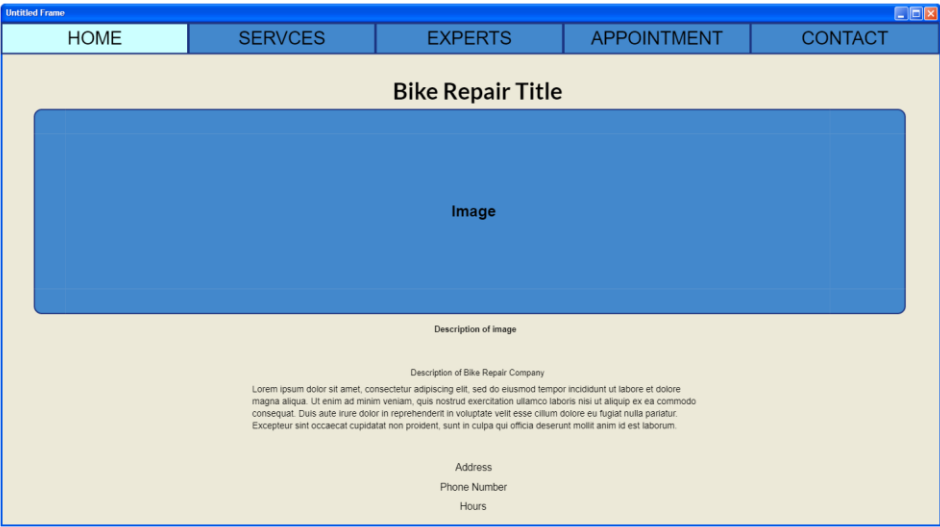 Untitled Frame
HOME SERVCES EXPERTS APPOINTMENT CONTACT
Bike Repair Title
Image
Description of image
Description of Bike Repair Company
Lorem ipsum dolor sit amet, consectetur adipiscing elit, sed do eiusmod tempor incididunt ut labore et dolore
magna aliqua. Ut enim ad minim veniam, quis nostrud exercitation ullamco laboris nisi ut aliquip ex ea commodo
consequat. Duis aute irure dolor in reprehenderit in voluptate velit esse cillum dolore eu fugiat nulla pariatur.
Excepteur sint occaecat cupidatat non proident, sunt in culpa qui officia deserunt mollit anim id est laborum.
Address
Phone Number
Hours